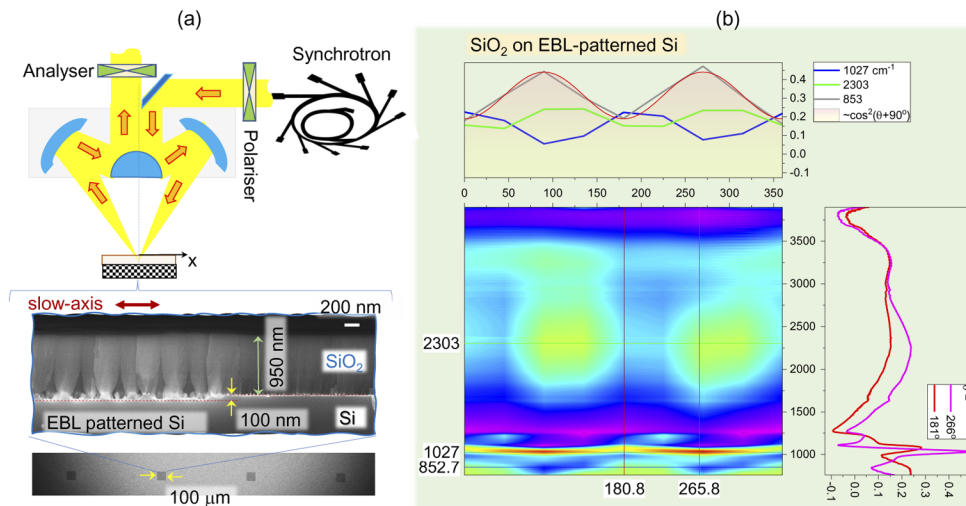 (a)
Analyser
Synchrotron
Polariser
x
slow-axis
200 nm
950 nm
SiO2
100 nm
EBL patterned Si
Si
100 μm
(b)
SiO2 on EBL-patterned Si
1027 cm-1
2303
853
~cos2(θ+90°)
0.4
0.3
0.2
0.1
0.0
-0.1
0 50 100 150 200 250 300 350
2303
1027
852.7
180.8 265.8
3500
3000
2500
2000
1500
1000
266°
181°
-0.1 0.0 0.1 0.2 0.3 0.4 0.5